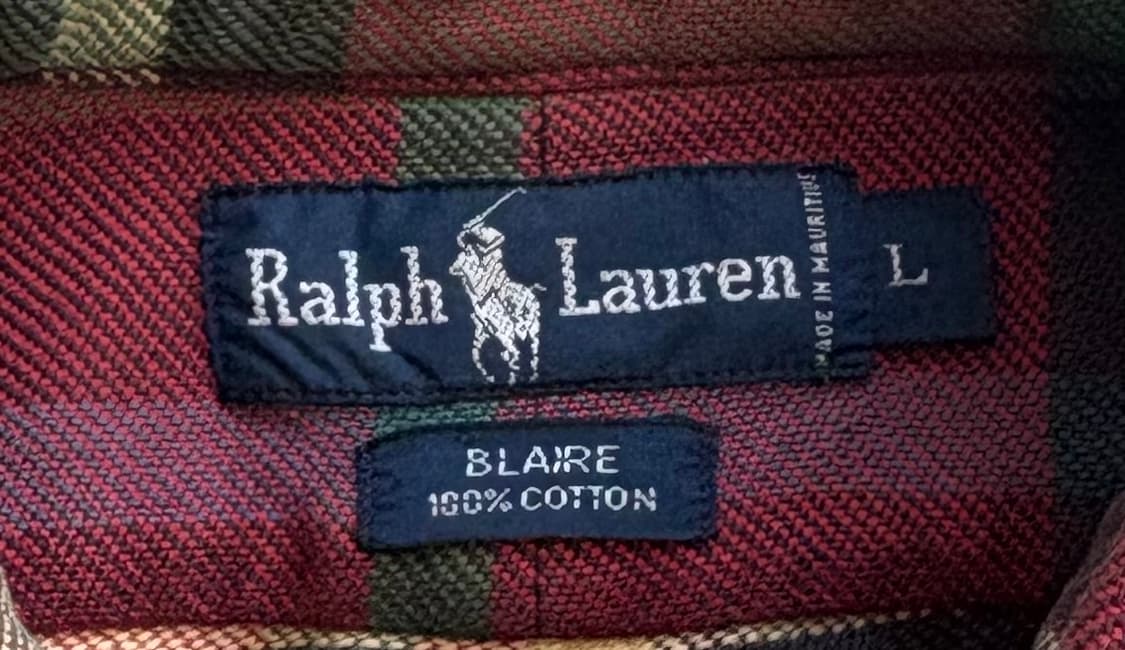 Ralph Lauren
MADE IN MAURITIUS
L
BLAIRE
100% COTTON